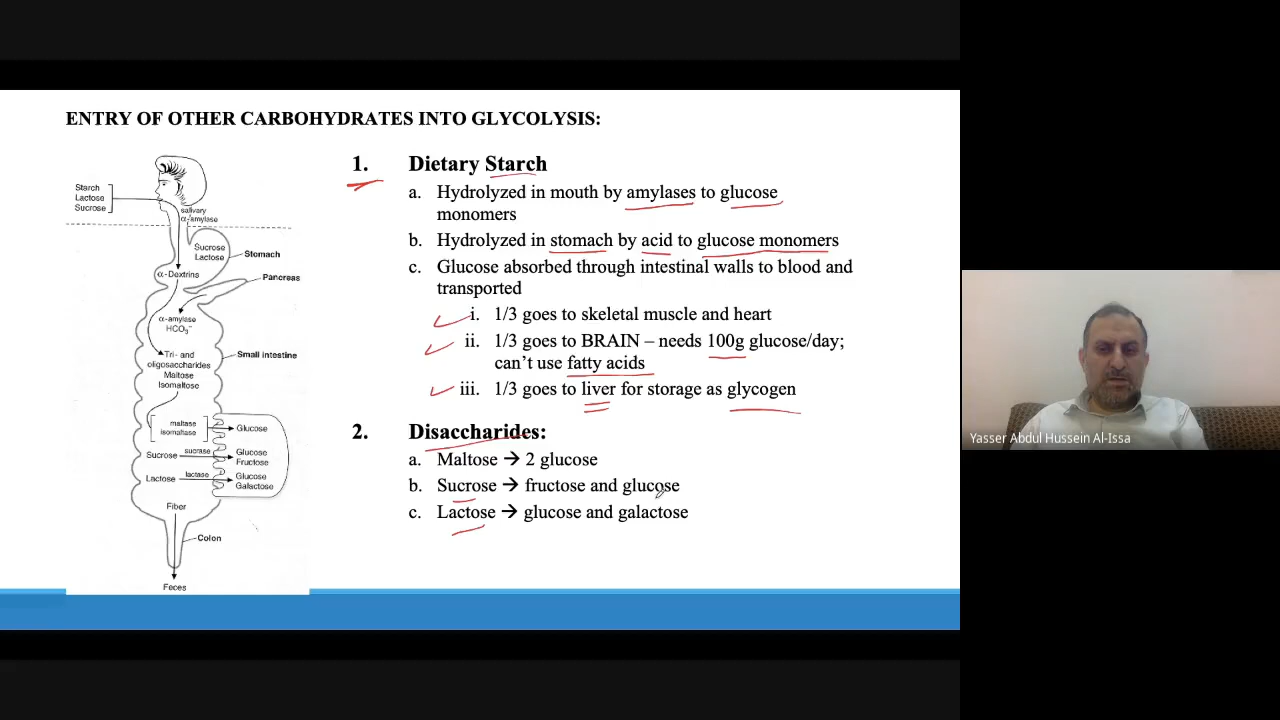 ENTRY OF OTHER CARBOHYDRATES INTO GLYCOLYSIS:
Starch
Lactose
Sucrose
salivary
α-amylase
Sucrose
Lactose
Stomach
α-Dextrins
Pancreas
α-amylase
HCO₃⁻
Tri- and
oligosaccharides
Maltose
Isomaltose
Small intestine
maltase
isomaltase
Glucose
Sucrose
sucrase
Glucose
Fructose
Lactose
lactase
Glucose
Galactose
Fiber
Colon
Feces
1. Dietary Starch
a. Hydrolyzed in mouth by amylases to glucose
monomers
b. Hydrolyzed in stomach by acid to glucose monomers
c. Glucose absorbed through intestinal walls to blood and
transported
i. 1/3 goes to skeletal muscle and heart
ii. 1/3 goes to BRAIN – needs 100g glucose/day;
can't use fatty acids
iii. 1/3 goes to liver for storage as glycogen
2. Disaccharides:
a. Maltose → 2 glucose
b. Sucrose → fructose and glucose
c. Lactose → glucose and galactose
Yasser Abdul Hussein Al-Issa